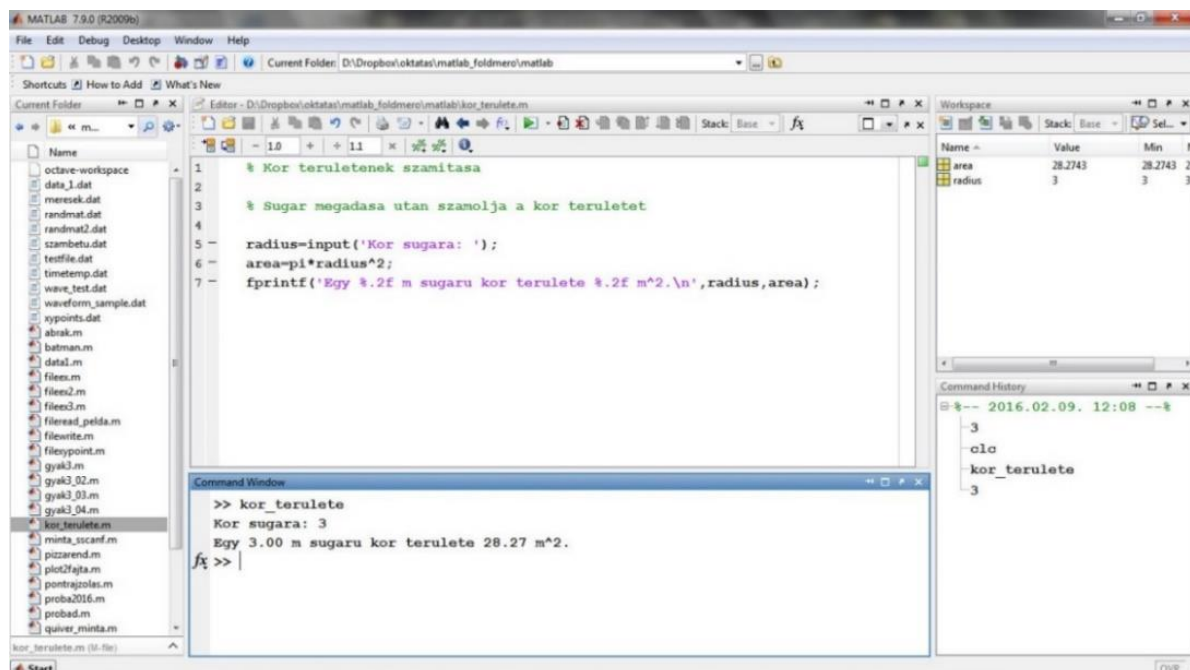 MATLAB 7.9.0 (R2009b)
File Edit Debug Desktop Window Help
Current Folder: D:\Dropbox\oktatas\matlab_foldmero\matlab
Shortcuts How to Add What's New
Current Folder
« m...
Name
octave-workspace
data_1.dat
meresek.dat
randmat.dat
randmat2.dat
szambetu.dat
testfile.dat
timetemp.dat
wave_test.dat
waveform_sample.dat
xypoints.dat
abrak.m
batman.m
data1.m
fileex.m
fileex2.m
fileex3.m
fileread_pelda.m
filewrite.m
filexypoint.m
gyak3.m
gyak3_02.m
gyak3_03.m
gyak3_04.m
kor_terulete.m
minta_sscanf.m
pizzarend.m
plot2fajta.m
pontrajzolas.m
proba2016.m
probad.m
quiver_minta.m
kor_terulete.m (M-file)
Start
Editor - D:\Dropbox\oktatas\matlab_foldmero\matlab\kor_terulete.m
Stack: Base fx
- 1.0 + ÷ 1.1 ×
1 % Kor teruletenek szamitasa
2
3 % Sugar megadasa utan szamolja a kor teruletet
4
5 - radius=input('Kor sugara: ');
6 - area=pi*radius^2;
7 - fprintf('Egy %.2f m sugaru kor terulete %.2f m^2.\n',radius,area);
Command Window
>> kor_terulete
Kor sugara: 3
Egy 3.00 m sugaru kor terulete 28.27 m^2.
fx >>
Workspace
Stack: Base Sel...
Name Value Min
area 28.2743 28.2743
radius 3 3
Command History
%-- 2016.02.09. 12:08 --%
3
clc
kor_terulete
3
OVR